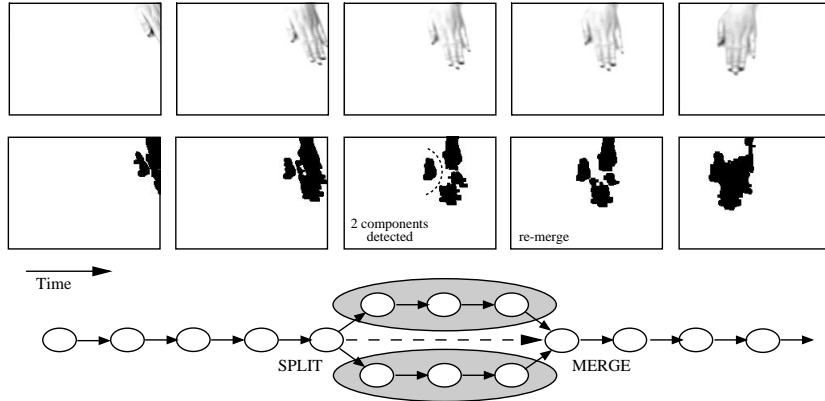 2 components
detected
re-merge
Time
SPLIT
MERGE